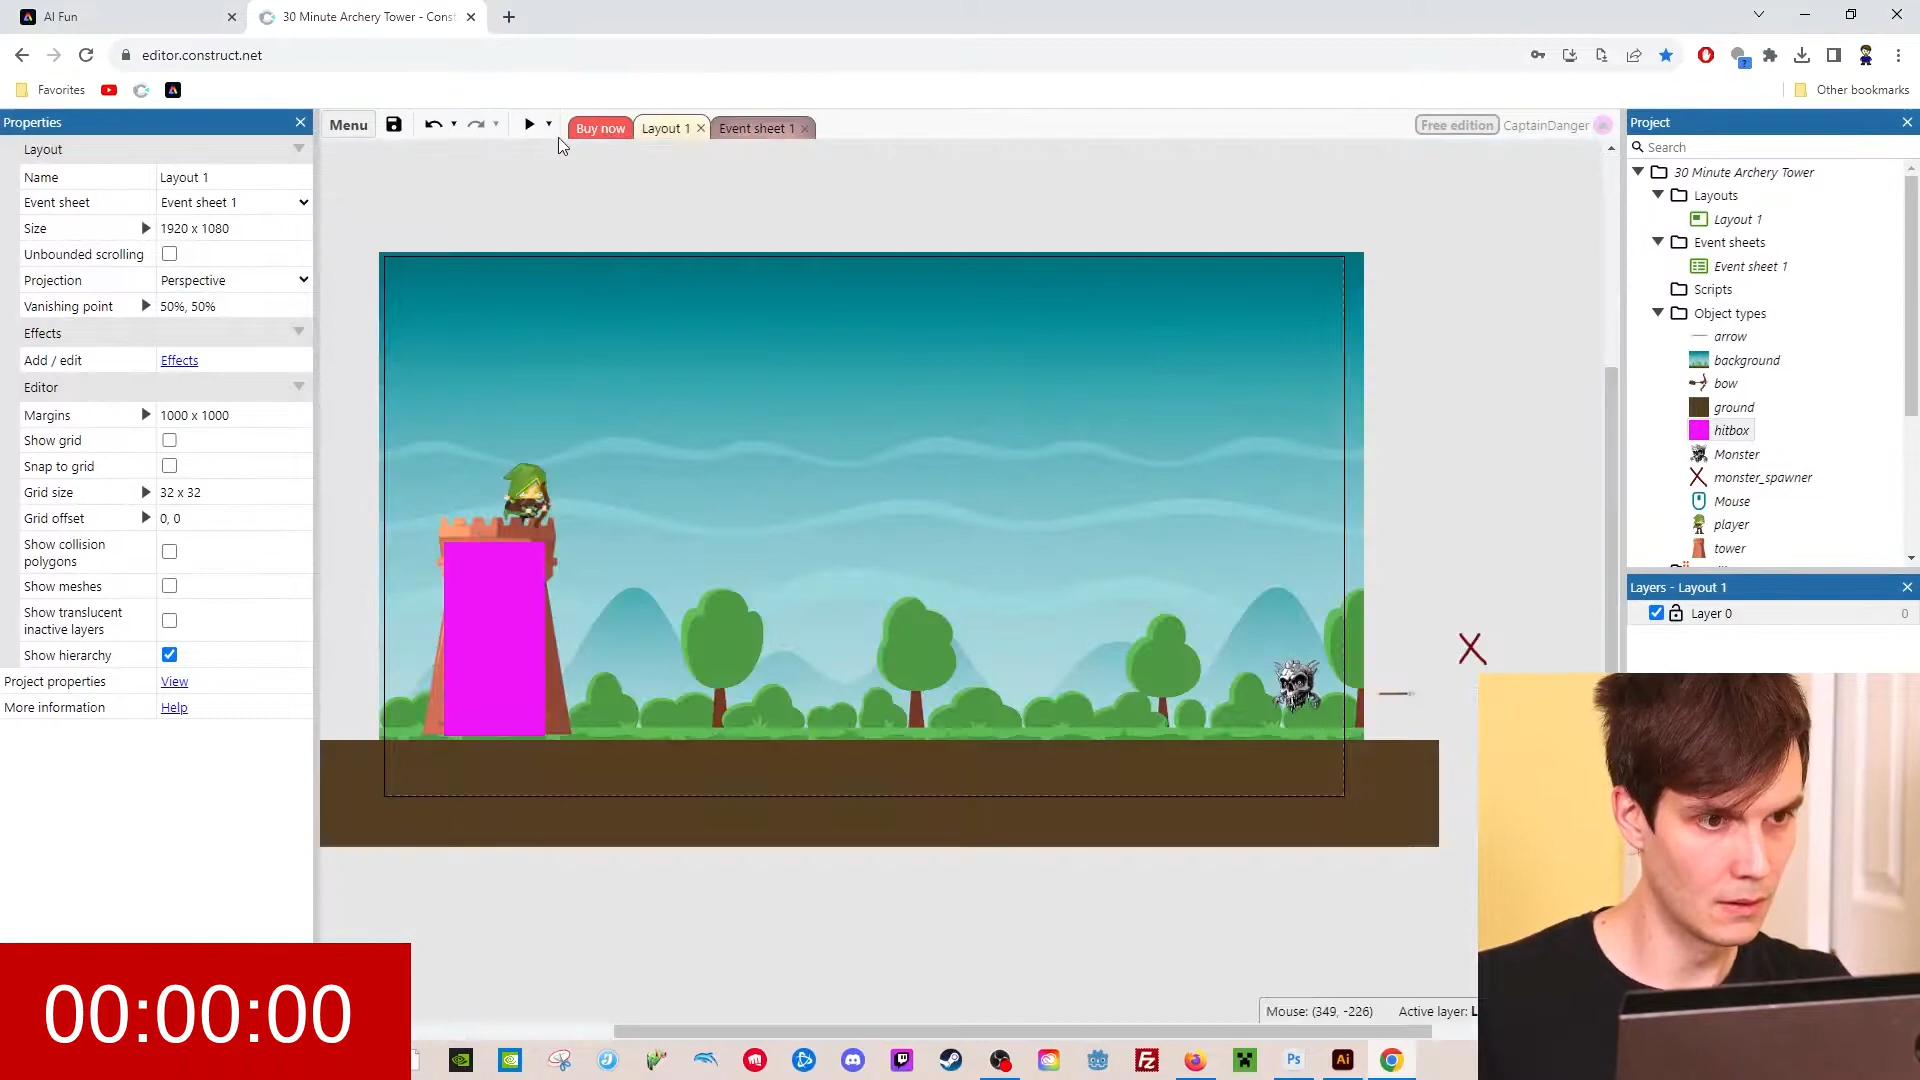 AI Fun
30 Minute Archery Tower - Const
editor.construct.net
Favorites
Other bookmarks
Properties
Menu
Buy now
Layout 1
Event sheet 1
Free edition
CaptainDanger
Project
Layout
Search
Name
Layout 1
30 Minute Archery Tower
Event sheet
Event sheet 1
Layouts
Size
1920 x 1080
Layout 1
Unbounded scrolling
Event sheets
Projection
Perspective
Event sheet 1
Vanishing point
50%, 50%
Scripts
Effects
Object types
Add / edit
Effects
arrow
background
Editor
bow
Margins
1000 x 1000
ground
Show grid
hitbox
Snap to grid
Monster
Grid size
32 x 32
monster_spawner
Grid offset
0, 0
Mouse
Show collision
polygons
player
tower
Show meshes
Layers - Layout 1
Show translucent
inactive layers
Layer 0
0
Show hierarchy
Project properties
View
More information
Help
00:00:00
Mouse: (349, -226)
Active layer: L
Ps
Ai
Fz